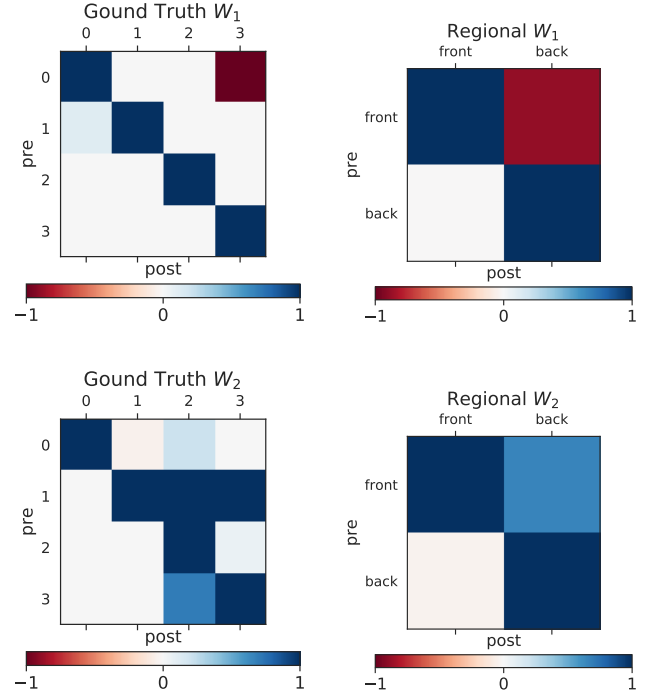 Gound Truth W₁
0 1 2 3
0
1
2
3
pre
post
−1 0 1
Regional W₁
front back
front
back
pre
post
−1 0 1
Gound Truth W₂
0 1 2 3
0
1
2
3
pre
post
−1 0 1
Regional W₂
front back
front
back
pre
post
−1 0 1